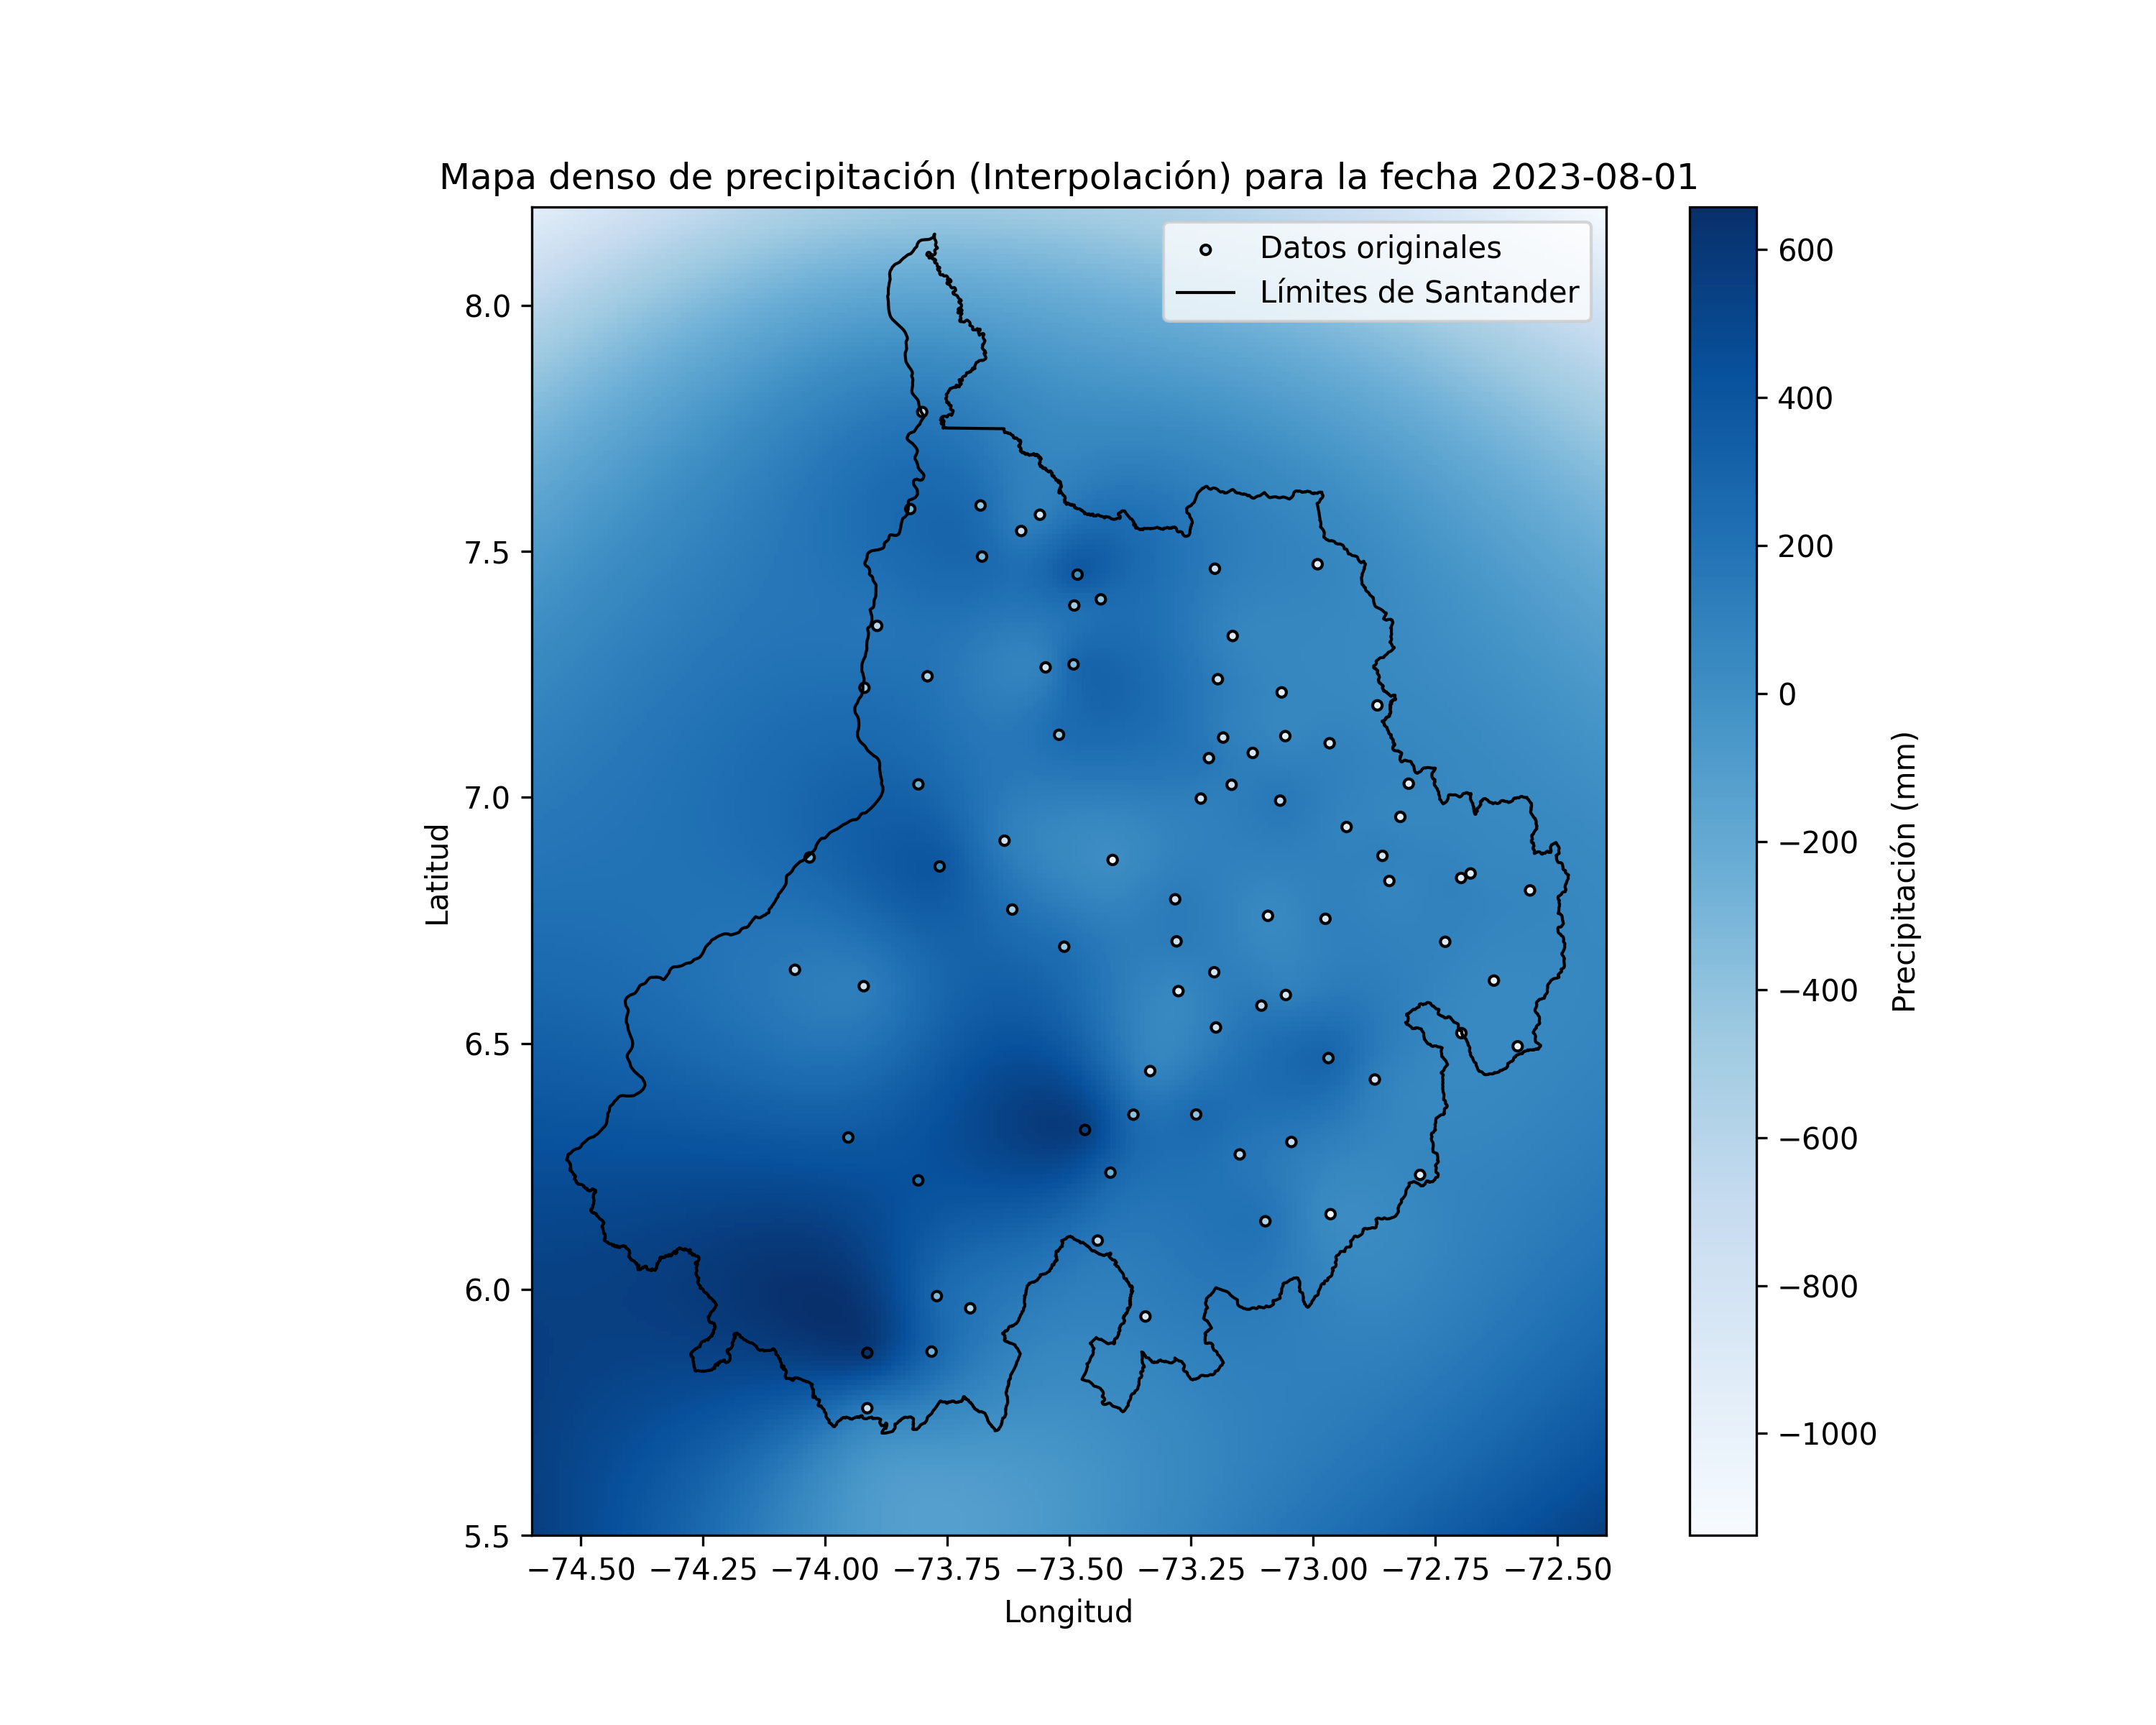 Mapa denso de precipitación (Interpolación) para la fecha 2023-08-01
Datos originales
Límites de Santander
8.0
7.5
7.0
6.5
6.0
5.5
Latitud
−74.50 −74.25 −74.00 −73.75 −73.50 −73.25 −73.00 −72.75 −72.50
Longitud
600
400
200
0
−200
−400
−600
−800
−1000
Precipitación (mm)